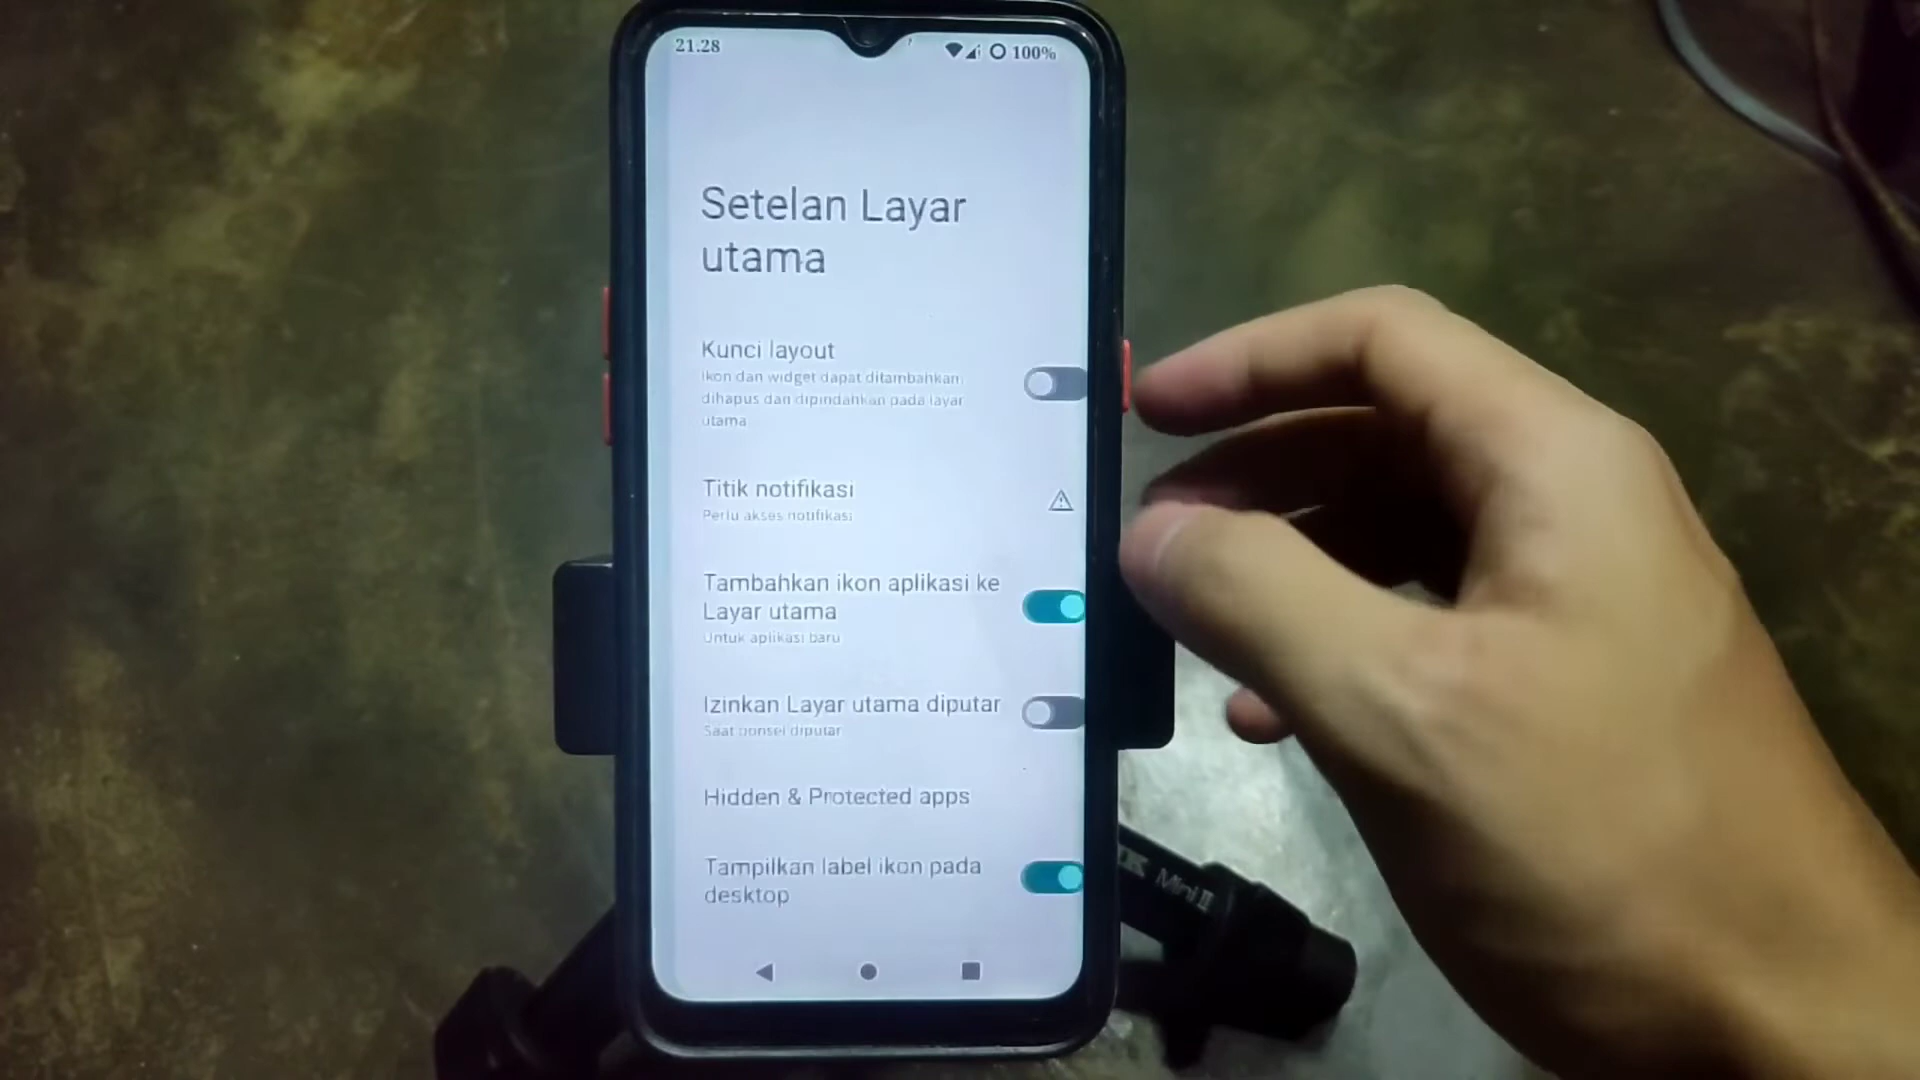 21.28
100%
Setelan Layar
utama
Kunci layout
Ikon dan widget dapat ditambahkan,
dihapus dan dipindahkan pada layar
utama
Titik notifikasi
Perlu akses notifikasi
Tambahkan ikon aplikasi ke
Layar utama
Untuk aplikasi baru
Izinkan Layar utama diputar
Saat ponsel diputar
Hidden & Protected apps
Tampilkan label ikon pada
desktop
Mini II